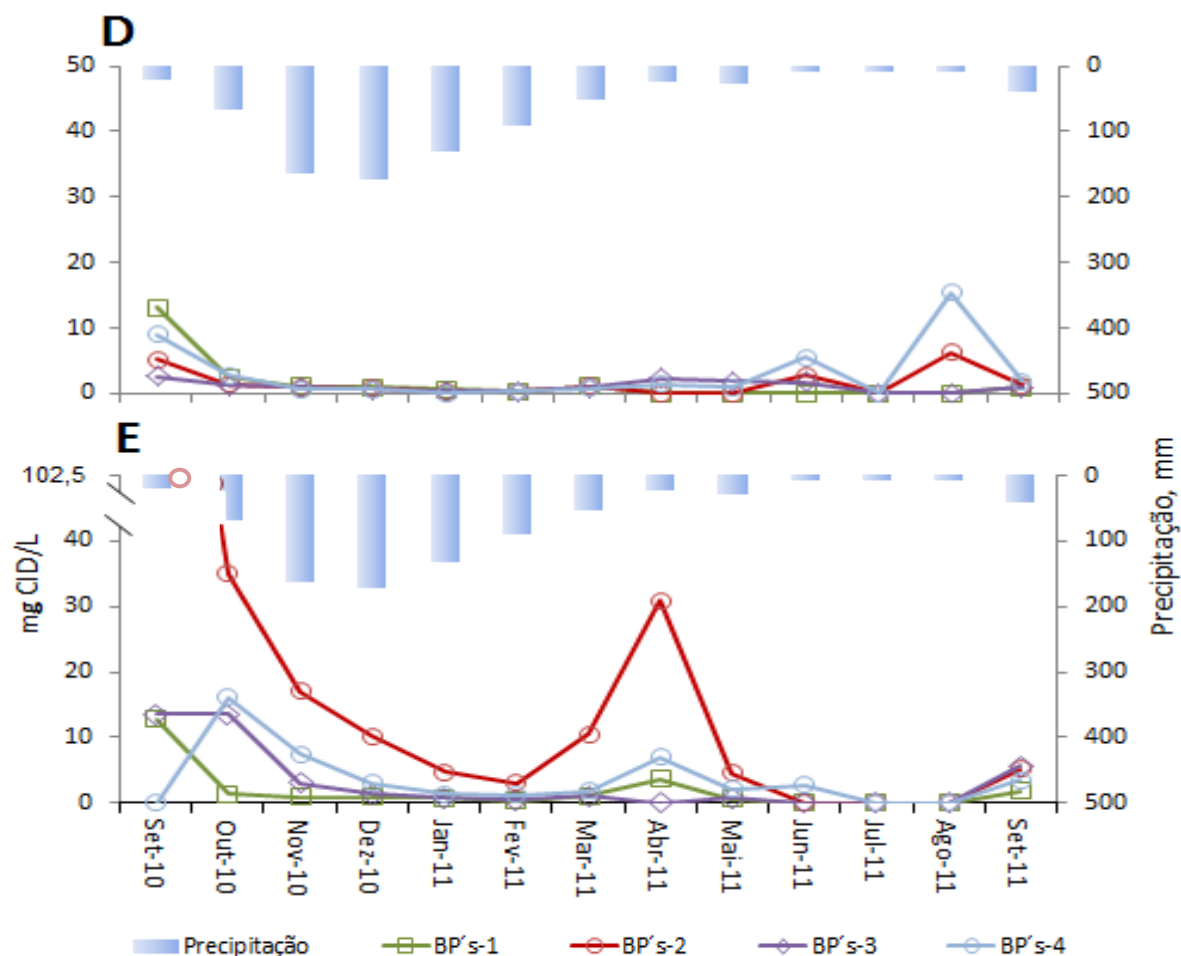 D
50
40
30
20
10
0
0
100
200
300
400
500
E
102,5
40
30
20
10
0
mg CID/L
0
100
200
300
400
500
Precipitação, mm
Set-10
Out-10
Nov-10
Dez-10
Jan-11
Fev-11
Mar-11
Abr-11
Mai-11
Jun-11
Jul-11
Ago-11
Set-11
Precipitação BP´s-1 BP´s-2 BP´s-3 BP´s-4